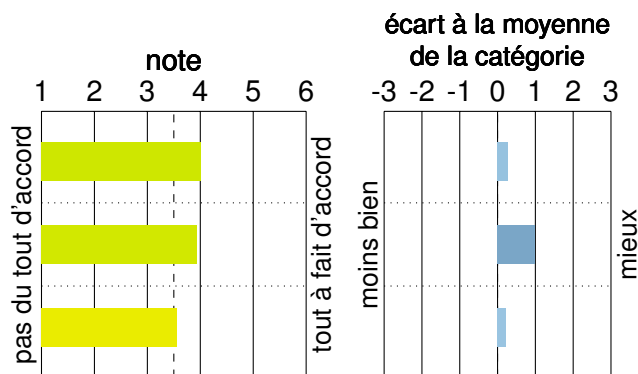 note
1 2 3 4 5 6
pas du tout d'accord
tout à fait d'accord
écart à la moyenne
de la catégorie
-3 -2 -1 0 1 2 3
moins bien
mieux